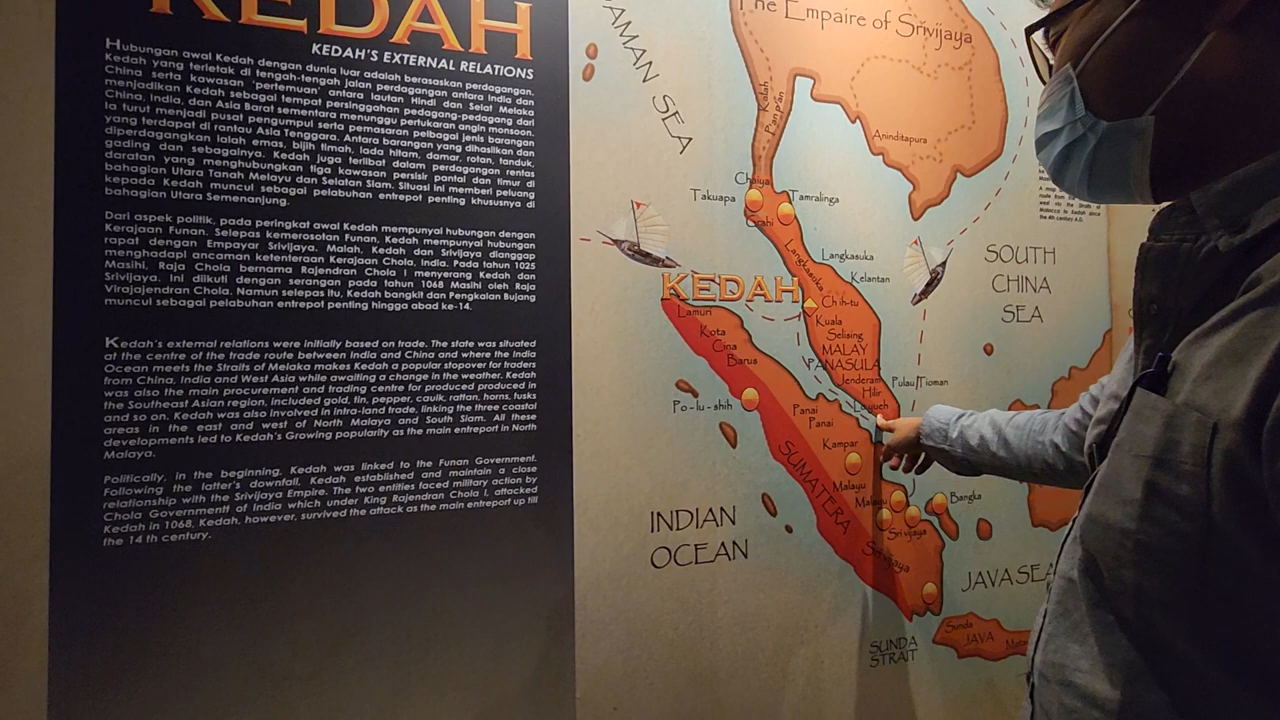 KEDAH
KEDAH'S EXTERNAL RELATIONS
Hubungan awal Kedah dengan dunia luar adalah berasaskan perdagangan.
Kedah yang terletak di tengah-tengah jalan perdagangan antara India dan
China serta kawasan 'pertemuan' antara lautan Hindi dan Selat Melaka
menjadikan Kedah sebagai tempat persinggahan pedagang-pedagang dari
China, India, dan Asia Barat sementara menunggu pertukaran angin monsoon.
Ia turut menjadi pusat pengumpul serta pemasaran pelbagai jenis barangan
yang terdapat di rantau Asia Tenggara. Antara barangan yang dihasilkan dan
diperdagangkan ialah emas, bijih timah, lada hitam, damar, rotan, tanduk,
gading dan sebagainya. Kedah juga terlibat dalam perdagangan rentas
daratan yang menghubungkan tiga kawasan persisir pantai dan timur di
bahagian Utara Tanah Melayu dan Selatan Siam. Situasi ini memberi peluang
kepada Kedah muncul sebagai pelabuhan entrepot penting khususnya di
bahagian Utara Semenanjung.
Dari aspek politik, pada peringkat awal Kedah mempunyai hubungan dengan
Kerajaan Funan. Selepas kemerosotan Funan, Kedah mempunyai hubungan
rapat dengan Empayar Srivijaya. Malah, Kedah dan Srivijaya dianggap
menghadapi ancaman ketenteraan Kerajaan Chola, India. Pada tahun 1025
Masihi, Raja Chola bernama Rajendran Chola I menyerang Kedah dan
Srivijaya. Ini diikuti dengan serangan pada tahun 1068 Masihi oleh Raja
Virajajendran Chola. Namun selepas itu, Kedah bangkit dan Pengkalan Bujang
muncul sebagai pelabuhan entrepot penting hingga abad ke-14.
Kedah's external relations were initially based on trade. The state was situated
at the centre of the trade route between India and China and where the India
Ocean meets the Straits of Melaka makes Kedah a popular stopover for traders
from China, India and West Asia while awaiting a change in the weather. Kedah
was also the main procurement and trading centre for produced produced in
the Southeast Asian region, included gold, tin, pepper, caulk, rattan, horns, tusks
and so on. Kedah was also involved in intra-land trade, linking the three coastal
areas in the east and west of North Malaya and South Siam. All these
developments led to Kedah's Growing popularity as the main entreport in North
Malaya.
Politically, in the beginning, Kedah was linked to the Funan Government.
Following the latter's downfall, Kedah established and maintain a close
relationship with the Srivijaya Empire. The two entities faced military action by
Chola Governmentt of India which under King Rajendran Chola I, attacked
Kedah in 1068, Kedah, however, survived the attack as the main entreport up till
the 14 th century.
The Empaire of Srivijaya
AMAN SEA
Kalah
Panpan
Aninditapura
Chaiya
Takuapa
Tamralinga
Grahi
Langkasuka
Langkasuka
Kelantan
KEDAH
Ch ih-tu
Lamuri
Kuala
Selising
Kota
Cina
Barus
MALAY
PANASULA
Jenderam
Hilir
Pulau Tioman
Po-lu-shih
Panai
Panai
Kampar
SUMATERA
Malayu
Malayu
Bangka
Srivijaya
Srivijaya
INDIAN
OCEAN
SOUTH
CHINA
SEA
JAVA SEA
Sunda
JAVA
SUNDA
STRAIT